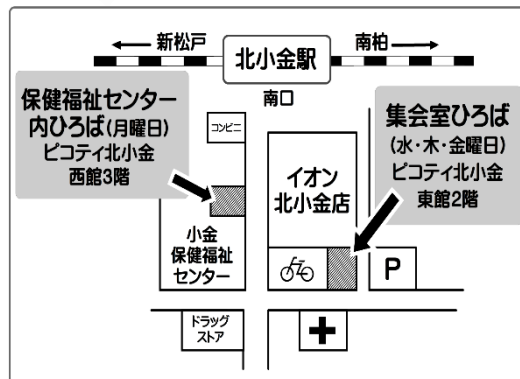 新松戸
北小金駅
南柏
南口
保健福祉センター
内ひろば(月曜日)
ピコティ北小金
西館3階
コンビニ
集会室ひろば
(水・木・金曜日)
ピコティ北小金
東館2階
イオン
北小金店
小金
保健福祉
センター
P
ドラッグ
ストア